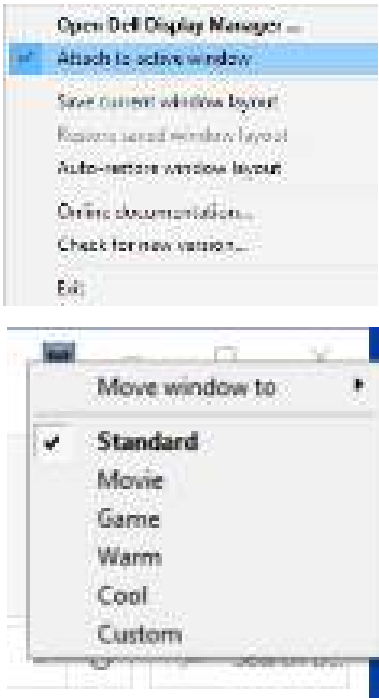 Open Dell Display Manager ...
Attach to active window
Save current window layout
Restore saved window layout
Auto-restore window layout
Online documentation...
Check for new version...
Exit
Move window to
Standard
Movie
Game
Warm
Cool
Custom